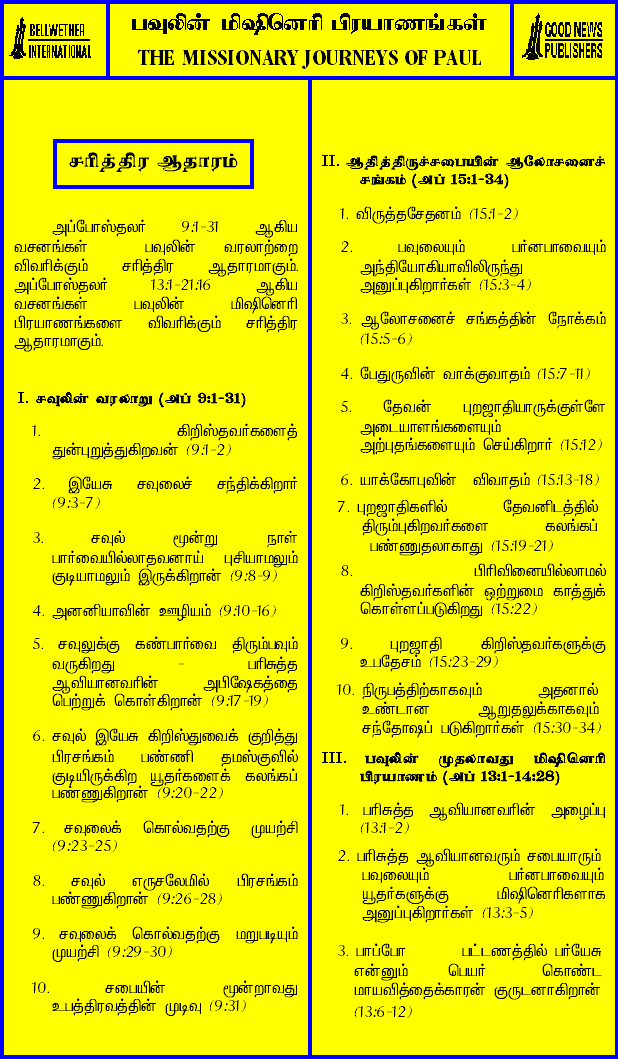 BELLWETHER
INTERNATIONAL
பவுலின் மிஷினெரி பிரயாணங்கள்
THE MISSIONARY JOURNEYS OF PAUL
GOOD NEWS
PUBLISHERS
சரித்திர ஆதாரம்
அப்போஸ்தலர் 9:1-31 ஆகிய
வசனங்கள் பவுலின் வரலாற்றை
விவரிக்கும் சரித்திர ஆதாரமாகும்.
அப்போஸ்தலர் 13:1-21:16 ஆகிய
வசனங்கள் பவுலின் மிஷினெரி
பிரயாணங்களை விவரிக்கும் சரித்திர
ஆதாரமாகும்.
I. சவுலின் வரலாறு (அப் 9:1-31)
1. கிறிஸ்தவர்களைத்
துன்புறுத்துகிறவன் (9:1-2)
2. இயேசு சவுலைச் சந்திக்கிறார்
(9:3-7)
3. சவுல் மூன்று நாள்
பார்வையில்லாதவனாய் புசியாமலும்
குடியாமலும் இருக்கிறான் (9:8-9)
4. அனனியாவின் ஊழியம் (9:10-16)
5. சவுலுக்கு கண்பார்வை திரும்பவும்
வருகிறது - பரிசுத்த
ஆவியானவரின் அபிஷேகத்தை
பெற்றுக் கொள்கிறான் (9:17-19)
6. சவுல் இயேசு கிறிஸ்துவைக் குறித்து
பிரசங்கம் பண்ணி தமஸ்குவில்
குடியிருக்கிற யூதர்களைக் கலங்கப்
பண்ணுகிறான் (9:20-22)
7. சவுலைக் கொல்வதற்கு முயற்சி
(9:23-25)
8. சவுல் எருசலேமில் பிரசங்கம்
பண்ணுகிறான் (9:26-28)
9. சவுலைக் கொல்வதற்கு மறுபடியும்
முயற்சி (9:29-30)
10. சபையின் மூன்றாவது
உபத்திரவத்தின் முடிவு (9:31)
II. ஆதித்திருச்சபையின் ஆலோசனைச்
சங்கம் (அப் 15:1-34)
1. விருத்தசேதனம் (15:1-2)
2. பவுலையும் பர்னபாவையும்
அந்தியோகியாவிலிருந்து
அனுப்புகிறார்கள் (15:3-4)
3. ஆலோசனைச் சங்கத்தின் நோக்கம்
(15:5-6)
4. பேதுருவின் வாக்குவாதம் (15:7-11)
5. தேவன் புறஜாதியாருக்குள்ளே
அடையாளங்களையும்
அற்புதங்களையும் செய்கிறார் (15:12)
6. யாக்கோபுவின் விவாதம் (15:13-18)
7. புறஜாதிகளில் தேவனிடத்தில்
திரும்புகிறவர்களை கலங்கப்
பண்ணுதலாகாது (15:19-21)
8. பிரிவினையில்லாமல்
கிறிஸ்தவர்களின் ஒற்றுமை காத்துக்
கொள்ளப்படுகிறது (15:22)
9. புறஜாதி கிறிஸ்தவர்களுக்கு
உபதேசம் (15:23-29)
10. நிருபத்திற்காகவும் அதனால்
உண்டான ஆறுதலுக்காகவும்
சந்தோஷப் படுகிறார்கள் (15:30-34)
III. பவுலின் முதலாவது மிஷினெரி
பிரயாணம் (அப் 13:1-14:28)
1. பரிசுத்த ஆவியானவரின் அழைப்பு
(13:1-2)
2. பரிசுத்த ஆவியானவரும் சபையாரும்
பவுலையும் பர்னபாவையும்
யூதர்களுக்கு மிஷினெரிகளாக
அனுப்புகிறார்கள் (13:3-5)
3. பாப்போ பட்டணத்தில் பர்யேசு
என்னும் பெயர் கொண்ட
மாயவித்தைக்காரன் குருடனாகிறான்
(13:6-12)